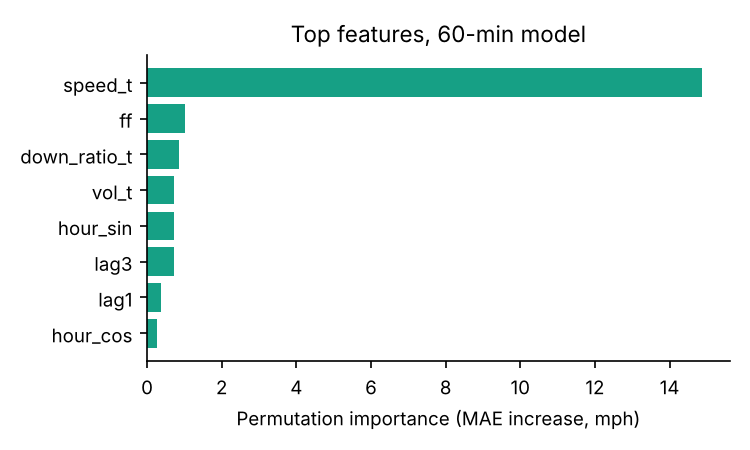 Top features, 60-min model
speed_t
ff
down_ratio_t
vol_t
hour_sin
lag3
lag1
hour_cos
0 2 4 6 8 10 12 14
Permutation importance (MAE increase, mph)